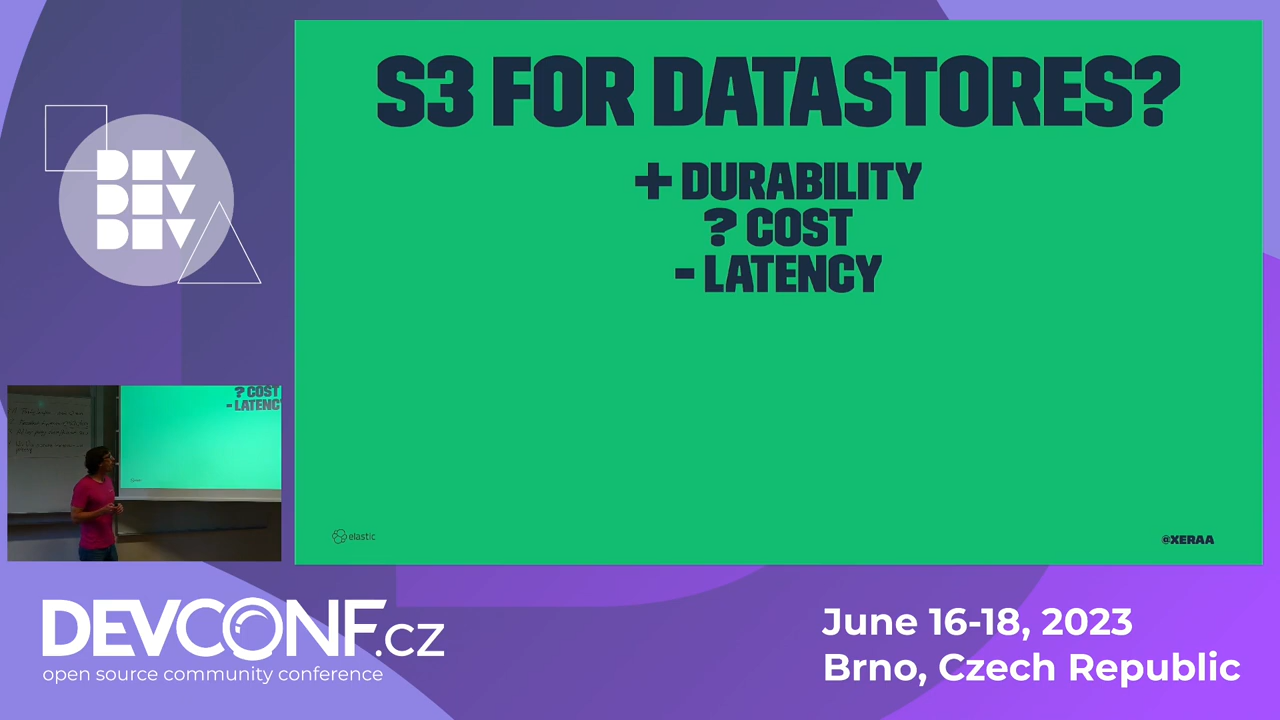 S3 FOR DATASTORES?
+ DURABILITY
? COST
- LATENCY
elastic
@XERAA
DEV
DEV
DEV
? COST
- LATENCY
DEVCONF.cz
open source community conference
June 16-18, 2023
Brno, Czech Republic